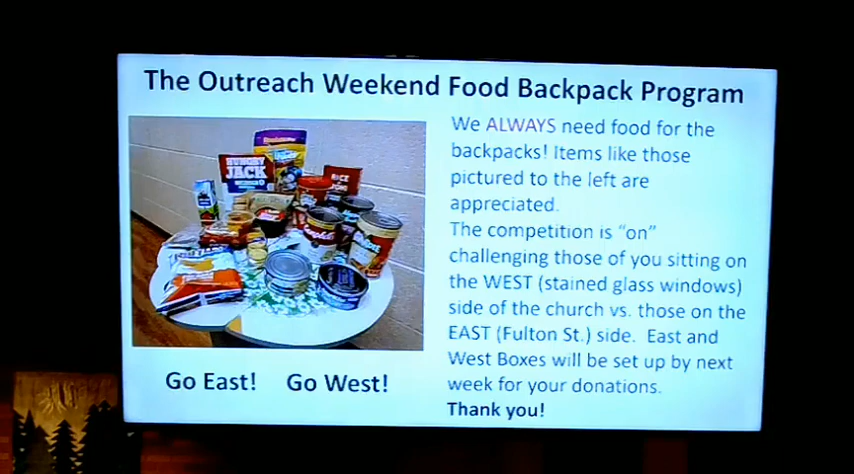 The Outreach Weekend Food Backpack Program
We ALWAYS need food for the
backpacks! Items like those
pictured to the left are
appreciated.
The competition is “on”
challenging those of you sitting on
the WEST (stained glass windows)
side of the church vs. those on the
EAST (Fulton St.) side. East and
West Boxes will be set up by next
week for your donations.
Thank you!
HUNGRY
JACK
Go East! Go West!